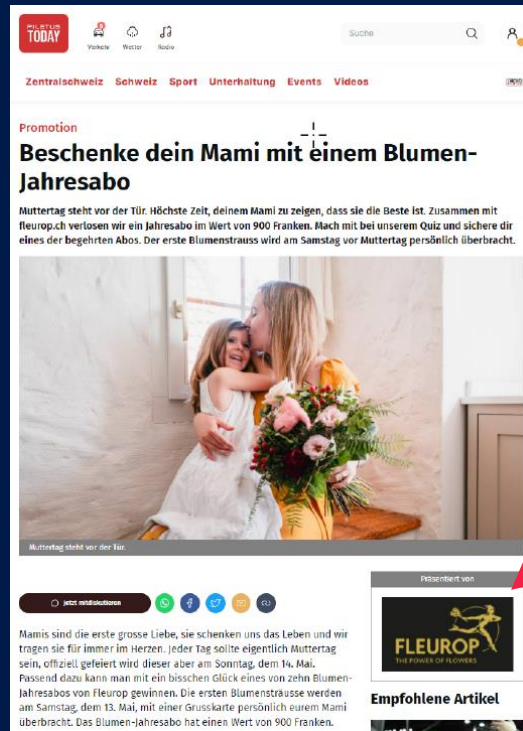 PILATUS
TODAY
Verkehr
Wetter
Radio
Suche
Zentralschweiz Schweiz Sport Unterhaltung Events Videos
Promotion
Beschenke dein Mami mit einem Blumen-
Jahresabo
Muttertag steht vor der Tür. Höchste Zeit, deinem Mami zu zeigen, dass sie die Beste ist. Zusammen mit
fleurop.ch verlosen wir ein Jahresabo im Wert von 900 Franken. Mach mit bei unserem Quiz und sichere dir
eines der begehrten Abos. Der erste Blumenstrauss wird am Samstag vor Muttertag persönlich überbracht.
Muttertag steht vor der Tür.
Jetzt mitdiskutieren
Präsentiert von
FLEUROP
THE POWER OF FLOWERS
Mamis sind die erste grosse Liebe, sie schenken uns das Leben und wir
tragen sie für immer im Herzen. Jeder Tag sollte eigentlich Muttertag
sein, offiziell gefeiert wird dieser aber am Sonntag, dem 14. Mai.
Passend dazu kann man mit ein bisschen Glück eines von zehn Blumen-
Jahresabos von Fleurop gewinnen. Die ersten Blumensträusse werden
am Samstag, dem 13. Mai, mit einer Grusskarte persönlich eurem Mami
überbracht. Das Blumen-Jahresabo hat einen Wert von 900 Franken.
Empfohlene Artikel